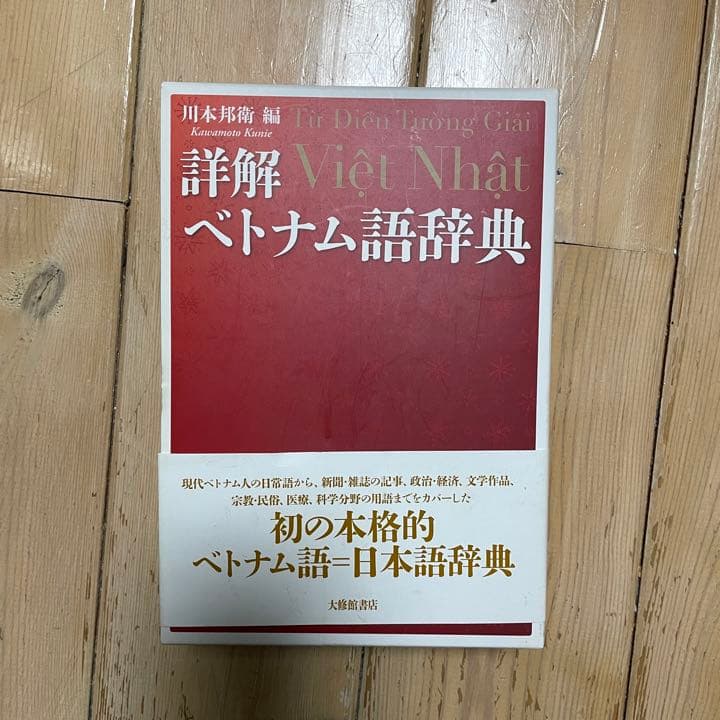 川本邦衛 編
Kawamoto Kunie
Từ Điển Tường Giải
Việt Nhật
詳解
ベトナム語辞典
現代ベトナム人の日常語から、新聞・雑誌の記事、政治・経済、文学作品、
宗教・民俗、医療、科学分野の用語までをカバーした
初の本格的
ベトナム語=日本語辞典
大修館書店